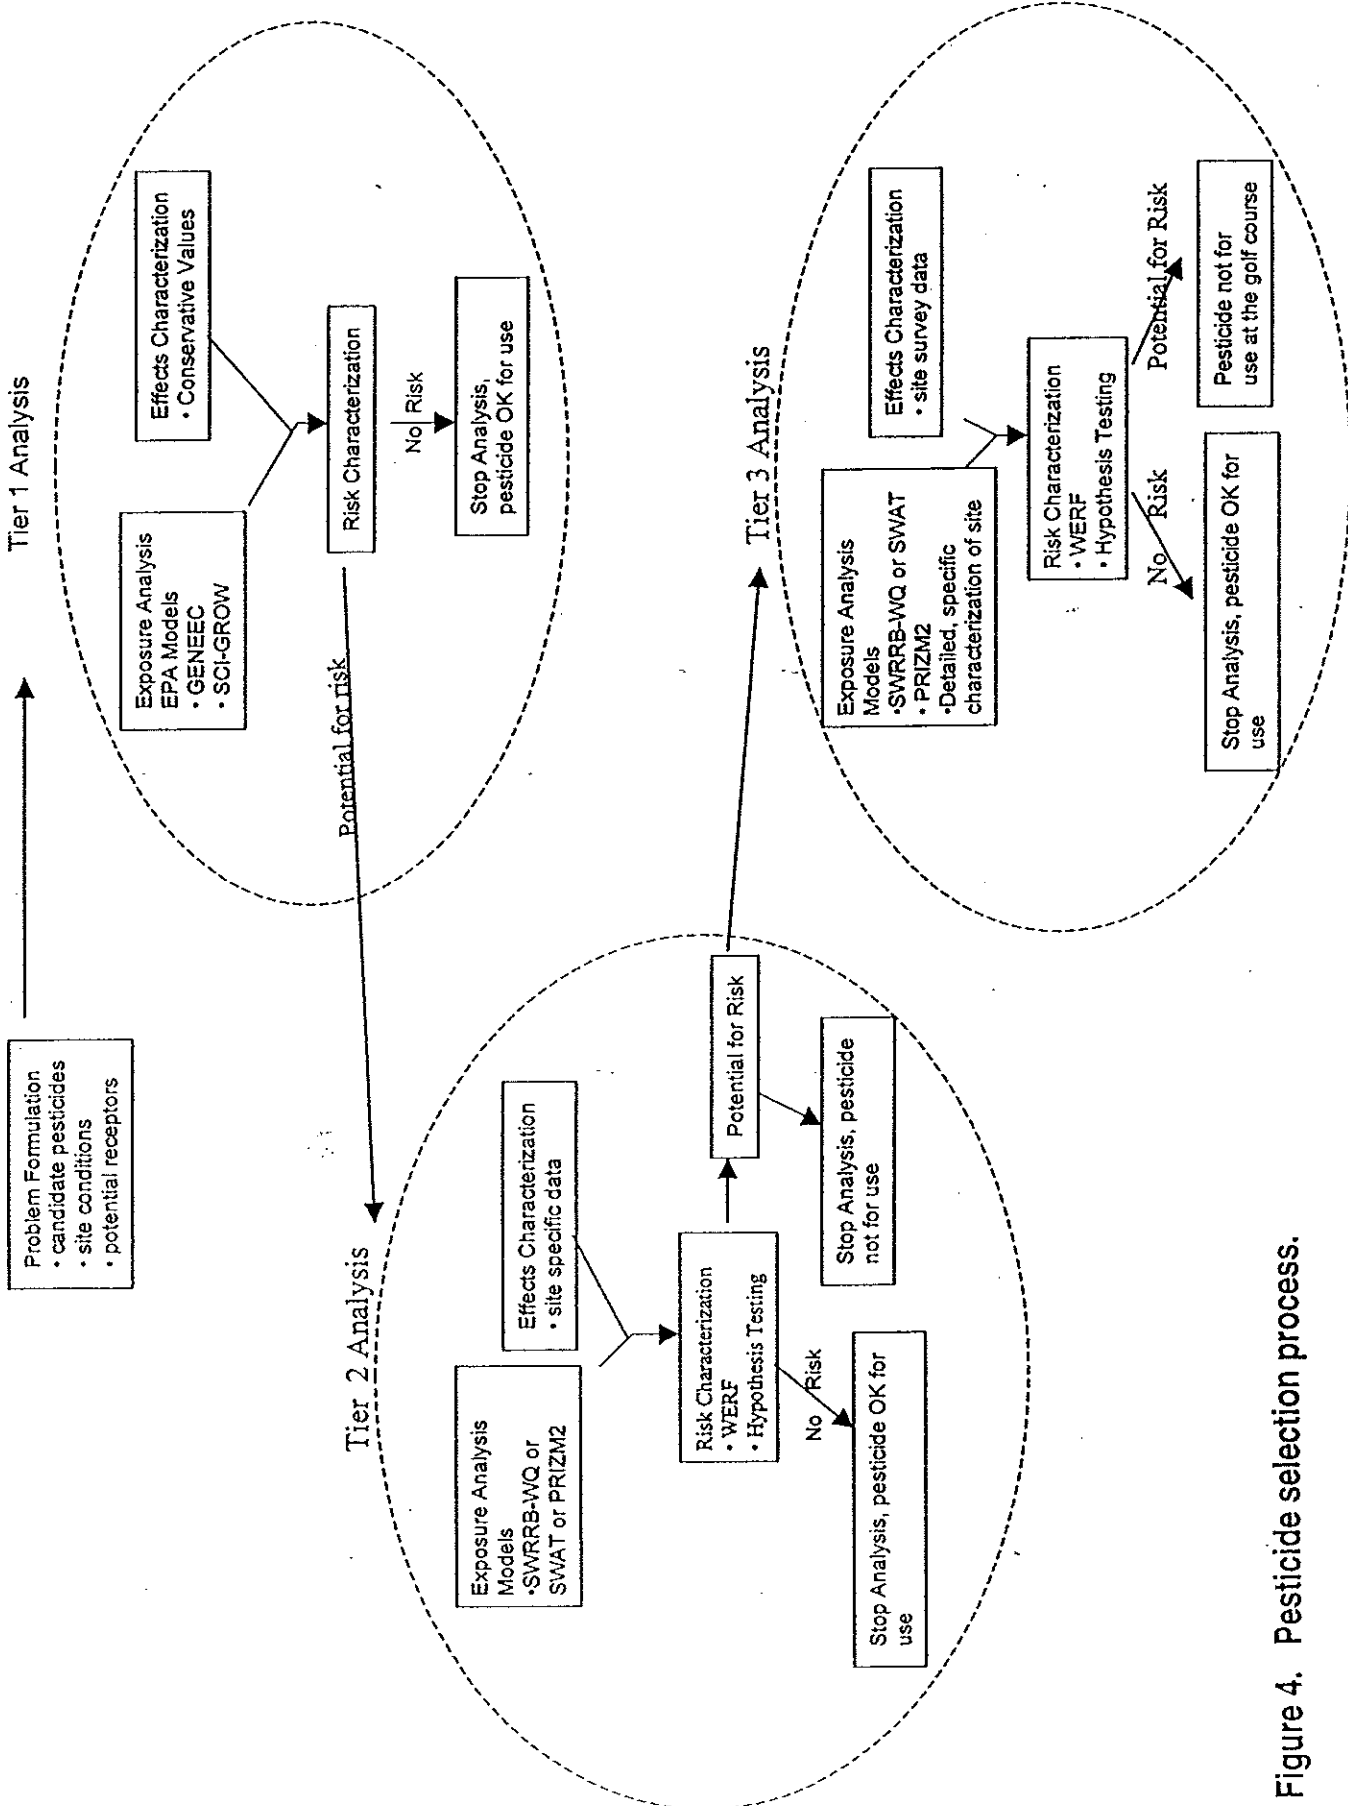 Problem Formulation
• candidate pesticides
• site conditions
• potential receptors
Tier 1 Analysis
Exposure Analysis
EPA Models
• GENEEC
• SCI-GROW
Effects Characterization
• Conservative Values
Risk Characterization
No Risk
Stop Analysis,
pesticide OK for use
Potential for risk
Tier 2 Analysis
Exposure Analysis
Models
•SWRRB-WQ or
SWAT or PRIZM2
Effects Characterization
• site specific data
Risk Characterization
• WERF
• Hypothesis Testing
No Risk
Stop Analysis, pesticide OK for
use
Potential for Risk
Stop Analysis, pesticide
not for use
Tier 3 Analysis
Exposure Analysis
Models
•SWRRB-WQ or SWAT
• PRIZM2
•Detailed, specific
characterization of site
Effects Characterization
• site survey data
Risk Characterization
• WERF
• Hypothesis Testing
No Risk
Potential for Risk
Stop Analysis, pesticide OK for
use
Pesticide not for
use at the golf course
Figure 4. Pesticide selection process.